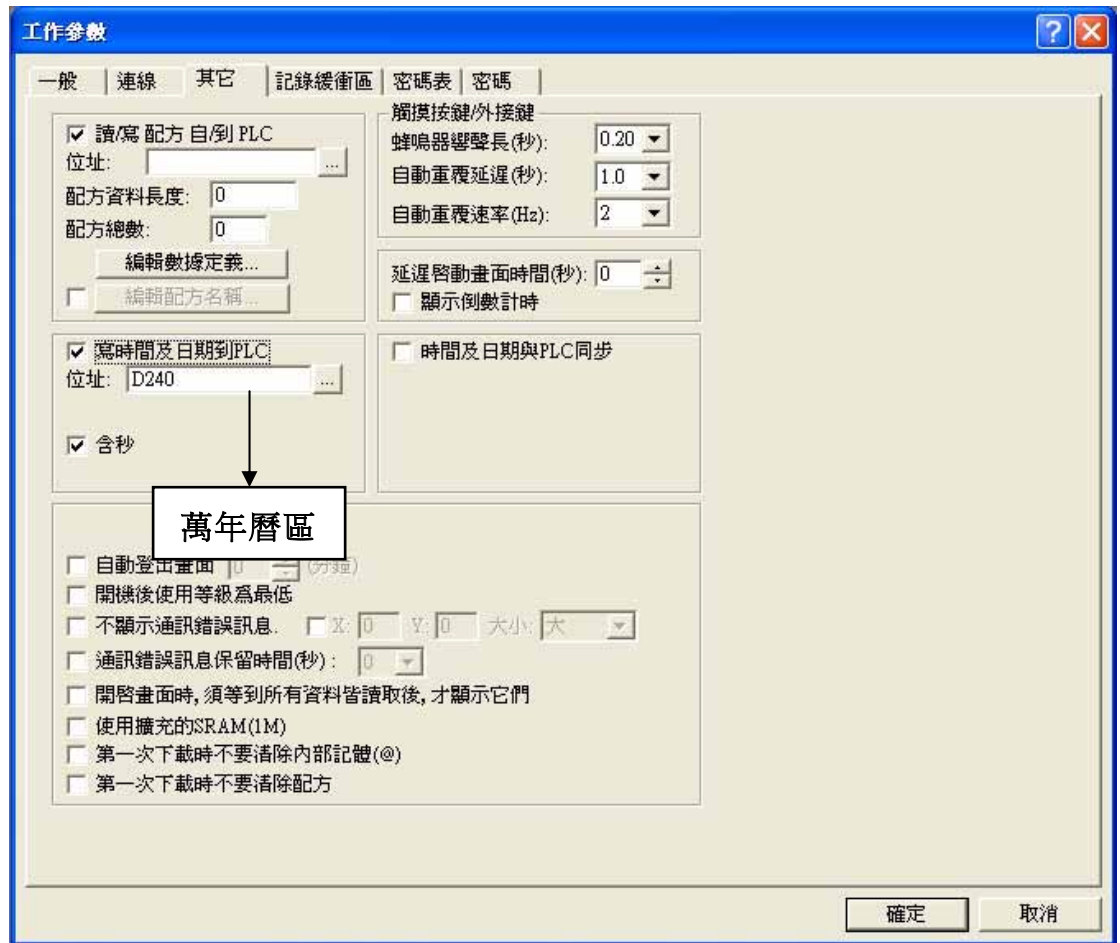 工作參數
一般 連線 其它 記錄緩衝區 密碼表 密碼
讀/寫 配方 自/到 PLC
位址: ...
配方資料長度: 0
配方總數: 0
編輯數據定義...
編輯配方名稱...
觸摸按鍵/外接鍵
蜂鳴器響聲長(秒): 0.20
自動重覆延遲(秒): 1.0
自動重覆速率(Hz): 2
延遲啓動畫面時間(秒): 0
顯示倒數計時
寫時間及日期到PLC
位址: D240 ...
含秒
時間及日期與PLC同步
萬年曆區
自動登出畫面 0 (分鐘)
開機後使用等級爲最低
不顯示通訊錯誤訊息. X: 0 Y: 0 大小: 大
通訊錯誤訊息保留時間(秒) : 0
開啓畫面時, 須等到所有資料皆讀取後, 才顯示它們
使用擴充的SRAM(1M)
第一次下載時不要清除內部記體(@)
第一次下載時不要清除配方
確定 取消